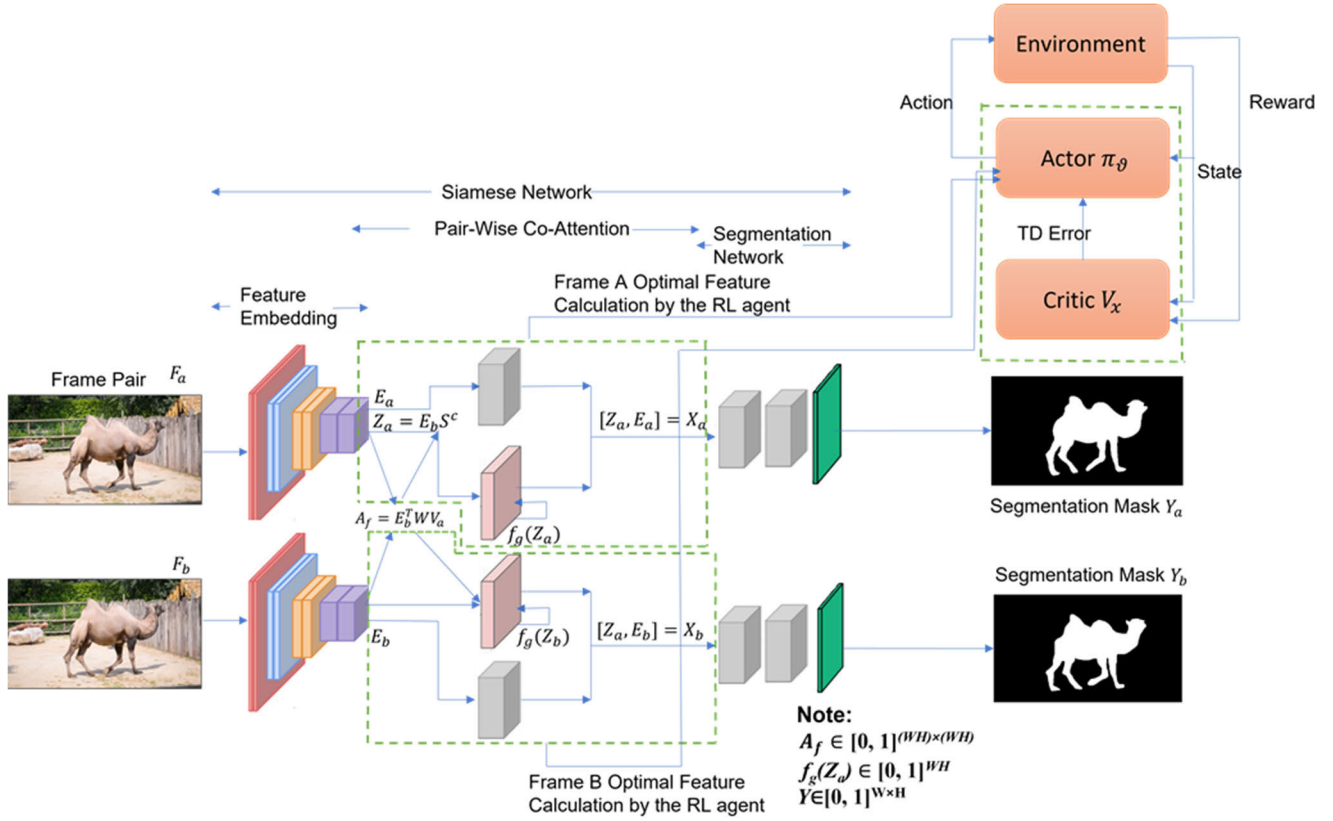 Environment
Action
Reward
Actor π_ϑ
State
TD Error
Critic V_x
Siamese Network
Pair-Wise Co-Attention
Segmentation
Network
Feature
Embedding
Frame A Optimal Feature
Calculation by the RL agent
Frame Pair
F_a
E_a
Z_a = E_b S^c
[Z_a, E_a] = X_a
f_g(Z_a)
A_f = E_b^T W V_a
Segmentation Mask Y_a
F_b
E_b
f_g(Z_b)
[Z_a, E_b] = X_b
Segmentation Mask Y_b
Frame B Optimal Feature
Calculation by the RL agent
Note:
A_f ∈ [0, 1]^(WH)×(WH)
f_g(Z_a) ∈ [0, 1]^WH
Y∈[0, 1]^W×H